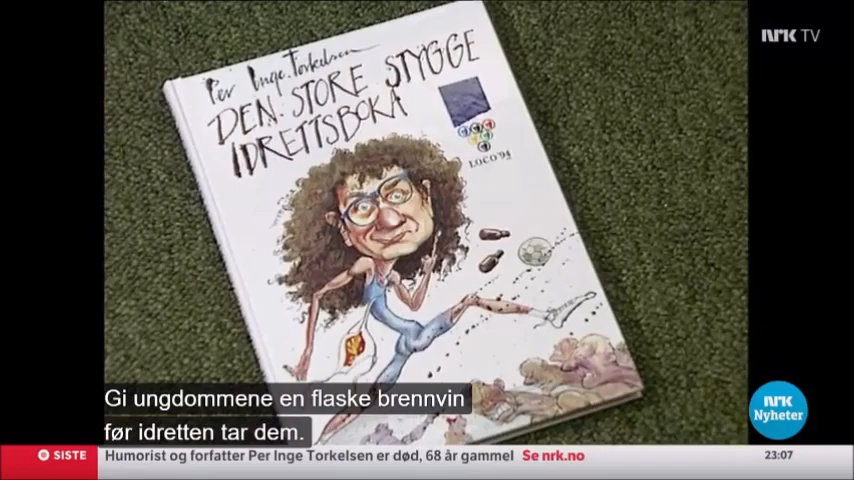 NRK TV
Per Inge Torkelsen
DEN STORE STYGGE
IDRETTSBOKA
LOCO'94
Gi ungdommene en flaske brennvin
før idretten tar dem.
NRK
Nyheter
SISTE Humorist og forfatter Per Inge Torkelsen er død, 68 år gammel Se nrk.no 23:07